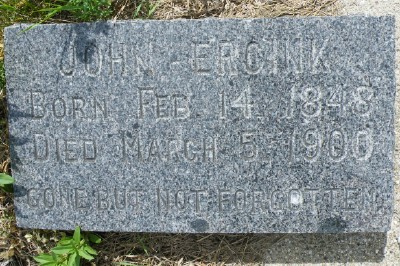 JOHN ERCINK
BORN FEB 14, 1848
DIED MARCH 5, 1900
GONE BUT NOT FORGOTTEN